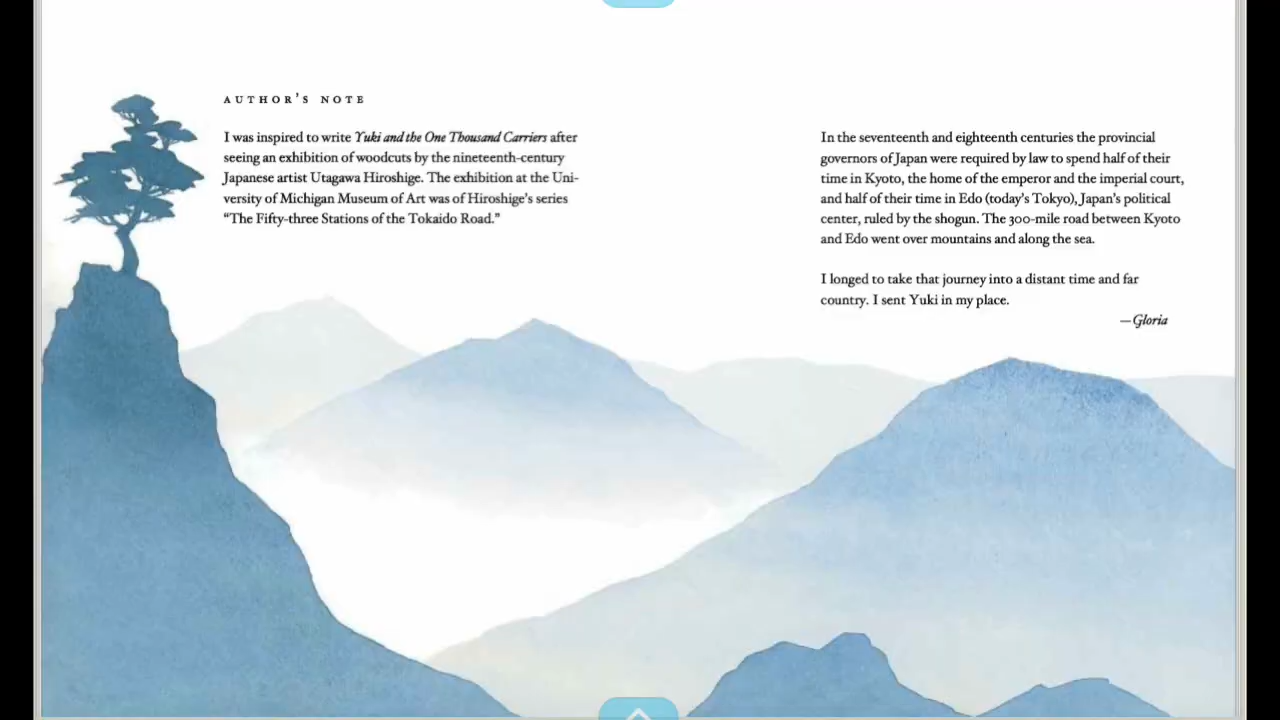 AUTHOR'S NOTE
I was inspired to write Yuki and the One Thousand Carriers after
seeing an exhibition of woodcuts by the nineteenth-century
Japanese artist Utagawa Hiroshige. The exhibition at the Uni-
versity of Michigan Museum of Art was of Hiroshige's series
“The Fifty-three Stations of the Tokaido Road.”
In the seventeenth and eighteenth centuries the provincial
governors of Japan were required by law to spend half of their
time in Kyoto, the home of the emperor and the imperial court,
and half of their time in Edo (today's Tokyo), Japan's political
center, ruled by the shogun. The 300-mile road between Kyoto
and Edo went over mountains and along the sea.
I longed to take that journey into a distant time and far
country. I sent Yuki in my place.
—Gloria